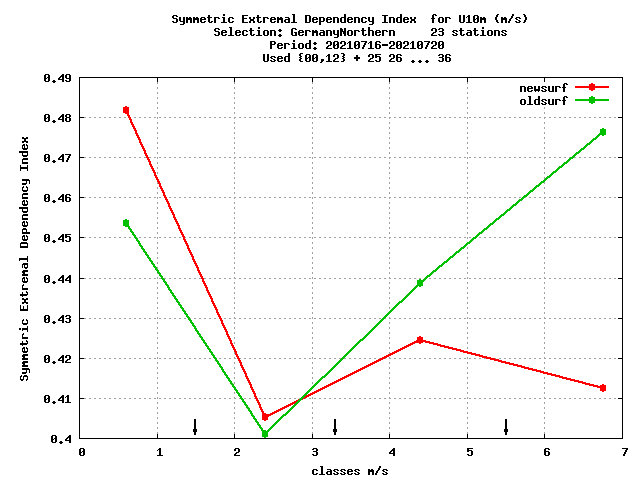 Symmetric Extremal Dependency Index  for U10m (m/s)
Selection: GermanyNorthern     23 stations
Period: 20210716-20210720
Used {00,12} + 25 26 ... 36
newsurf
oldsurf
Symmetric Extremal Dependency Index
0.49
0.48
0.47
0.46
0.45
0.44
0.43
0.42
0.41
0.4
0 1 2 3 4 5 6 7
classes m/s